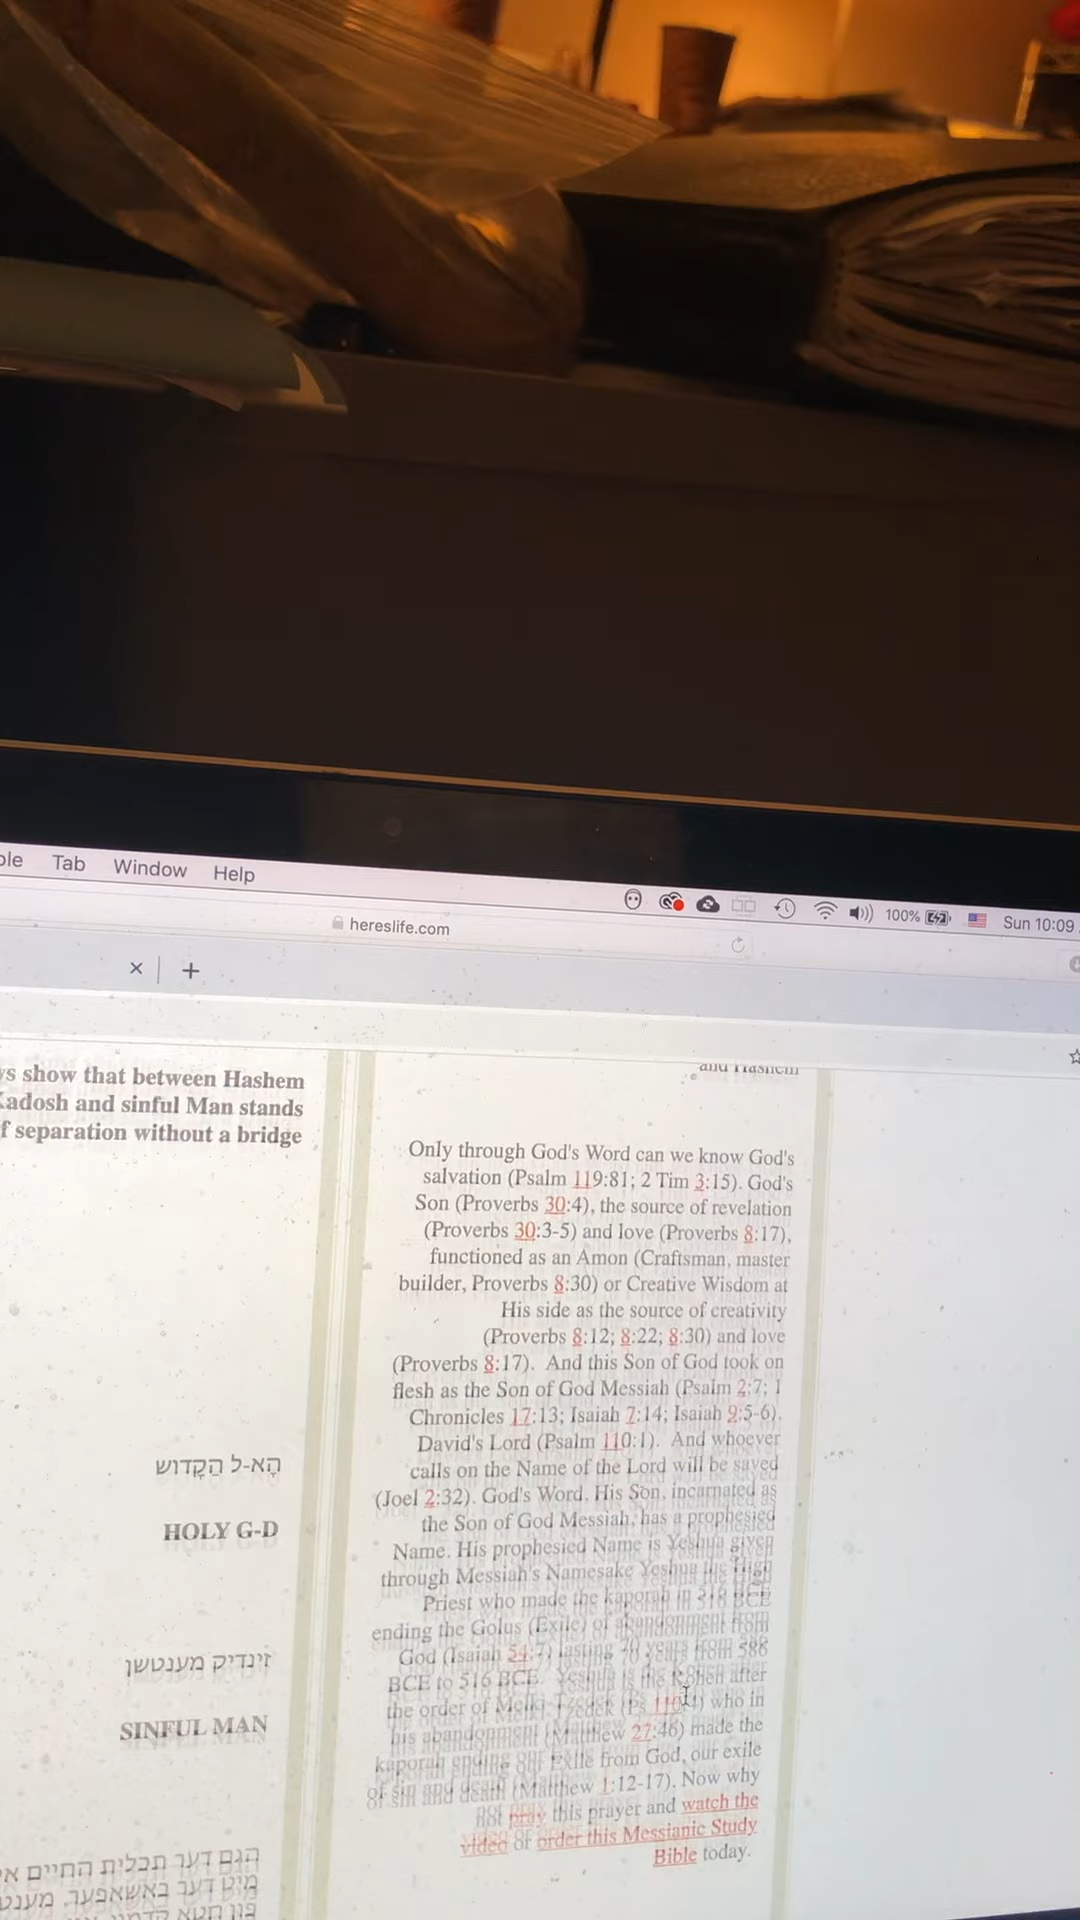 Tab Window Help
100%
Sun 10:09
hereslife.com
show that between Hashem
and sinful Man stands
separation without a bridge
הָא-ל הַקָדוֹש
HOLY G-D
זינדיק מענטשן
SINFUL MAN
הגם דער תכלית החיים
מיט דער באשאפער,
and Hashem
Only through God's Word can we know God's
salvation (Psalm 119:81; 2 Tim 3:15). God's
Son (Proverbs 30:4), the source of revelation
(Proverbs 30:3-5) and love (Proverbs 8:17),
functioned as an Amon (Craftsman, master
builder, Proverbs 8:30) or Creative Wisdom at
His side as the source of creativity
(Proverbs 8:12; 8:22; 8:30) and love
(Proverbs 8:17). And this Son of God took on
flesh as the Son of God Messiah (Psalm 2:7; 1
Chronicles 17:13; Isaiah 7:14; Isaiah 9:5-6).
David's Lord (Psalm 110:1). And whoever
calls on the Name of the Lord will be saved
(Joel 2:32). God's Word, His Son, incarnated as
the Son of God Messiah, has a prophesied
Name. His prophesied Name is Yeshua given
through Messiah's Namesake Yeshua the High
Priest who made the kaporah in BCE
ending the Golus (Exile) of abandonment from
God (Isaiah 54:7) lasting 70 years from 586
BCE to 516 BCE. Yeshua is the Kohen after
the order of Melki-Tzedek (Ps 110:4) who in
his abandonment (Matthew 27:46) made the
kaporah ending our Exile from God, our exile
of sin and death (Matthew 1:12-17). Now why
not pray this prayer and watch the
video or order this Messianic Study
Bible today.